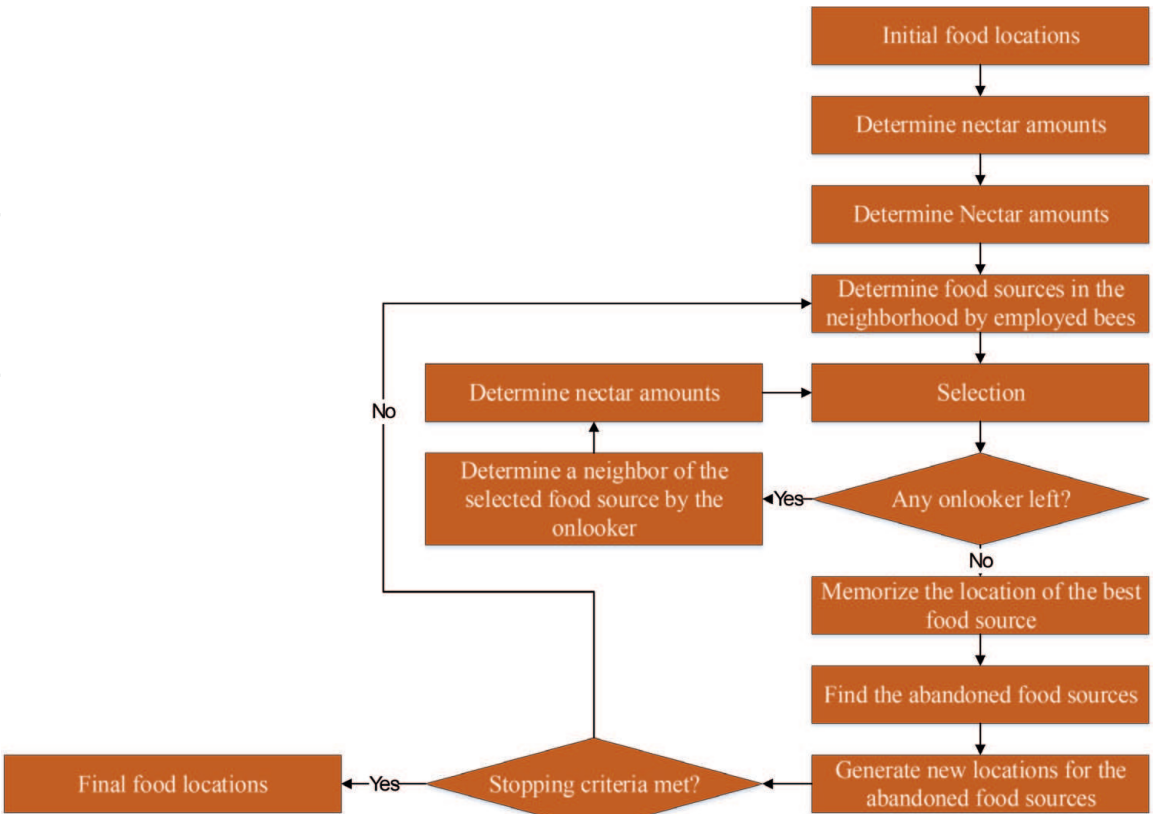 Initial food locations
Determine nectar amounts
Determine Nectar amounts
Determine food sources in the
neighborhood by employed bees
Determine nectar amounts
Selection
No
Determine a neighbor of the
selected food source by the
onlooker
Yes
Any onlooker left?
No
Memorize the location of the best
food source
Find the abandoned food sources
Final food locations
Yes
Stopping criteria met?
Generate new locations for the
abandoned food sources